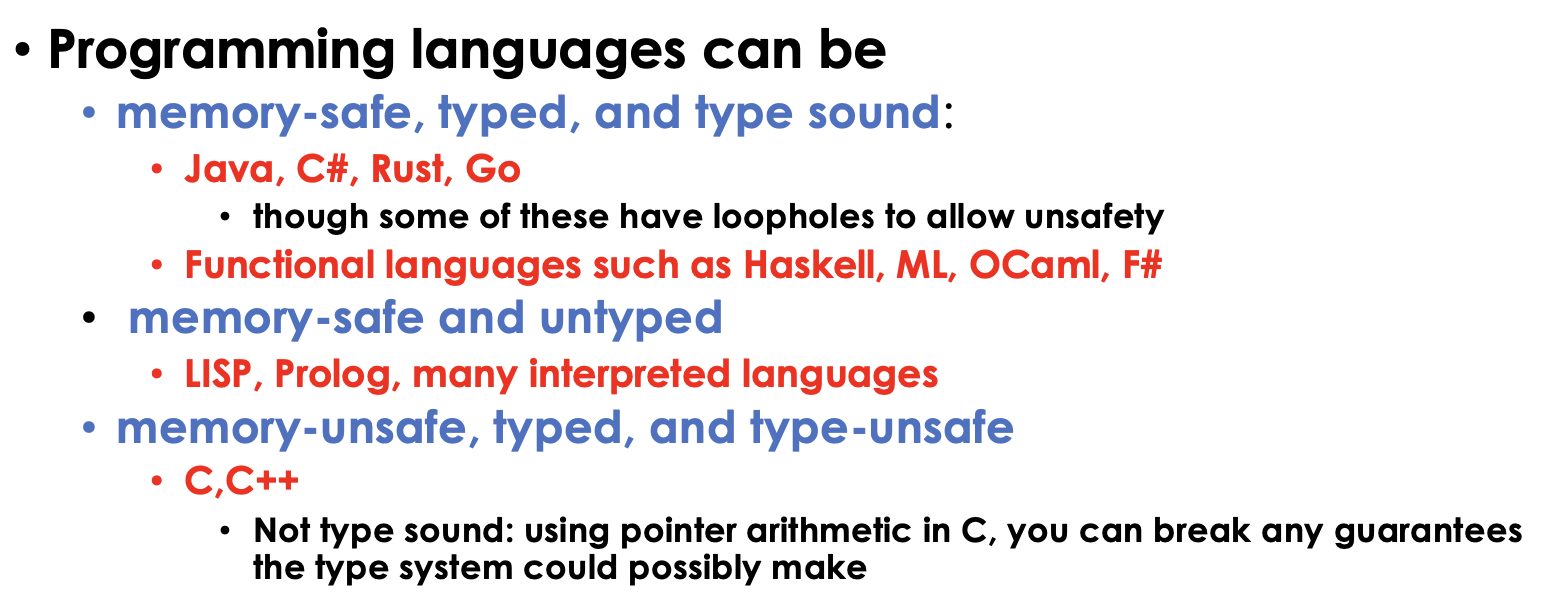 • Programming languages can be
• memory-safe, typed, and type sound:
• Java, C#, Rust, Go
• though some of these have loopholes to allow unsafety
• Functional languages such as Haskell, ML, OCaml, F#
• memory-safe and untyped
• LISP, Prolog, many interpreted languages
• memory-unsafe, typed, and type-unsafe
• C,C++
• Not type sound: using pointer arithmetic in C, you can break any guarantees
the type system could possibly make